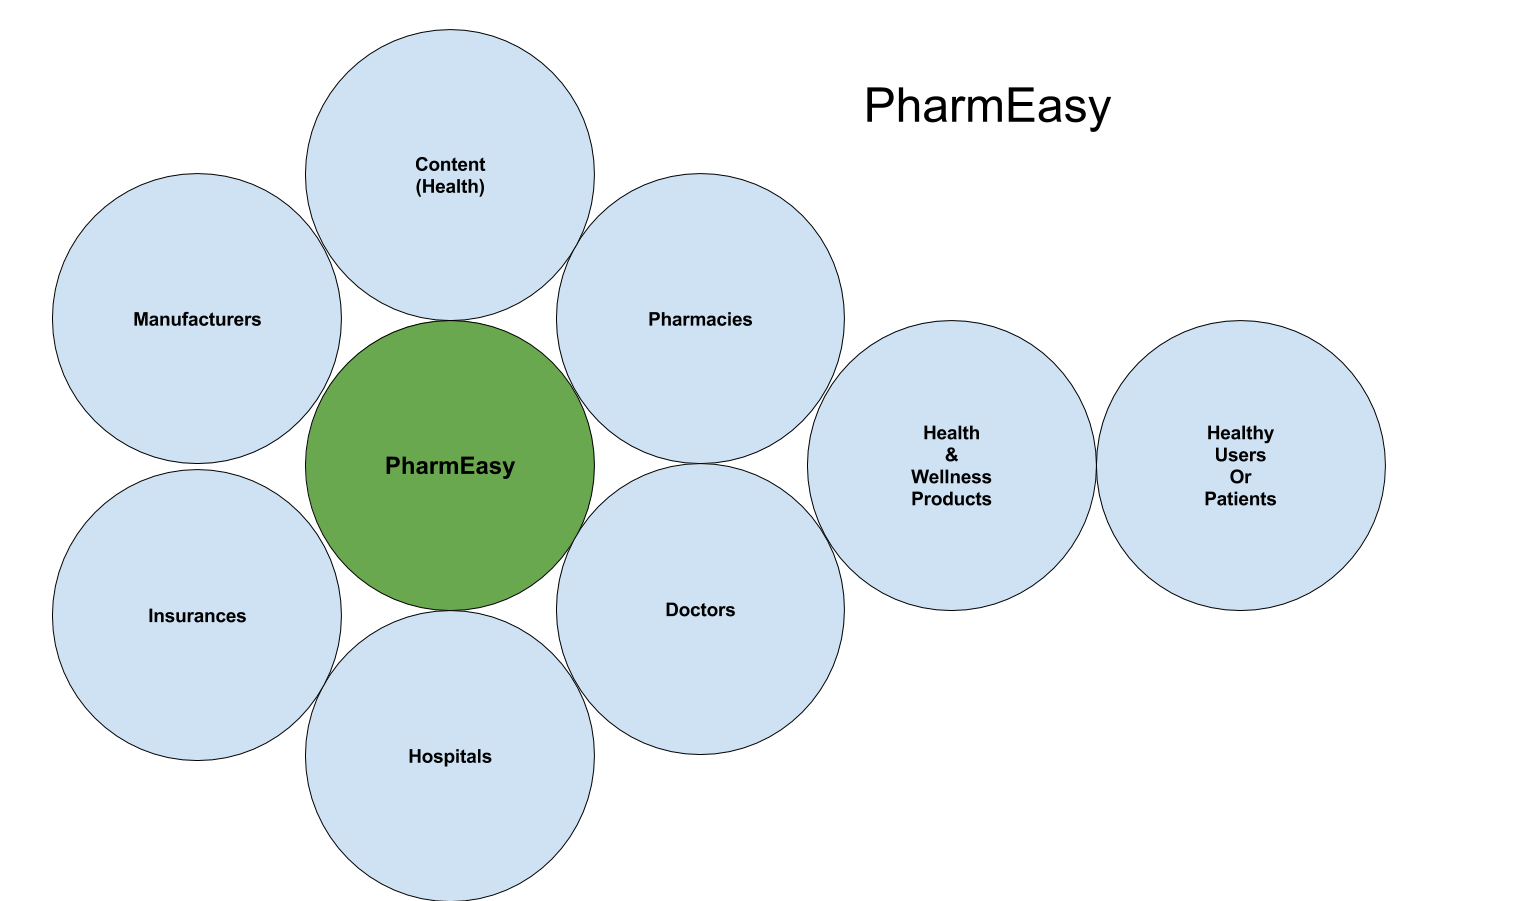 PharmEasy
Content
(Health)
Manufacturers
Pharmacies
PharmEasy
Health
&
Wellness
Products
Healthy
Users
Or
Patients
Insurances
Doctors
Hospitals